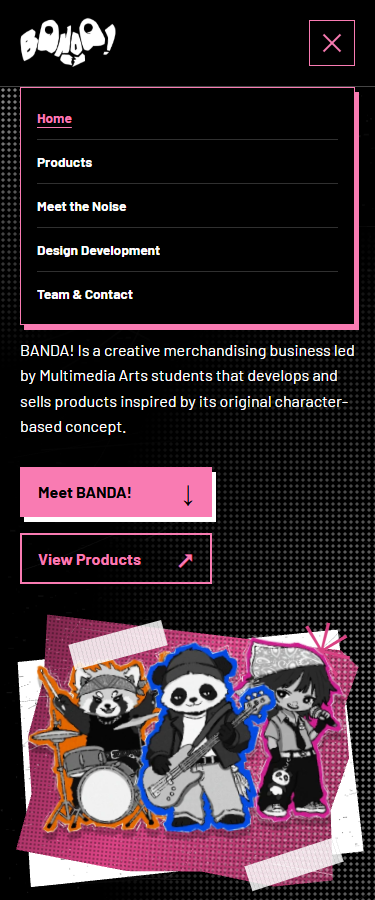 BANDA!
Home
Products
Meet the Noise
Design Development
Team & Contact
BANDA! Is a creative merchandising business led
by Multimedia Arts students that develops and
sells products inspired by its original character-
based concept.
Meet BANDA! ↓
View Products ↗